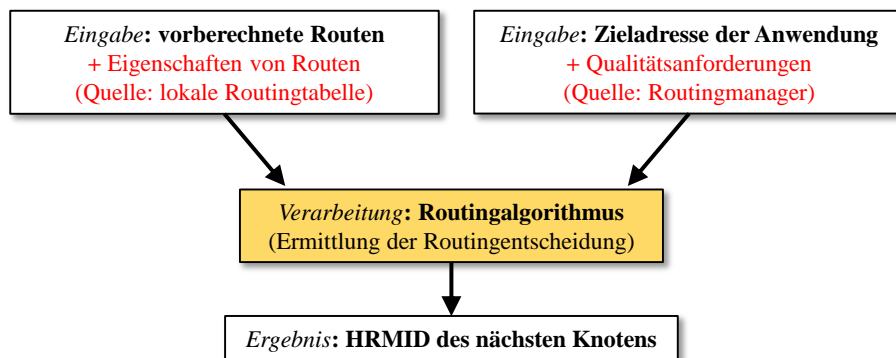 Eingabe: vorberechnete Routen
+ Eigenschaften von Routen
(Quelle: lokale Routingtabelle)
Eingabe: Zieladresse der Anwendung
+ Qualitätsanforderungen
(Quelle: Routingmanager)
Verarbeitung: Routingalgorithmus
(Ermittlung der Routingentscheidung)
Ergebnis: HRMID des nächsten Knotens